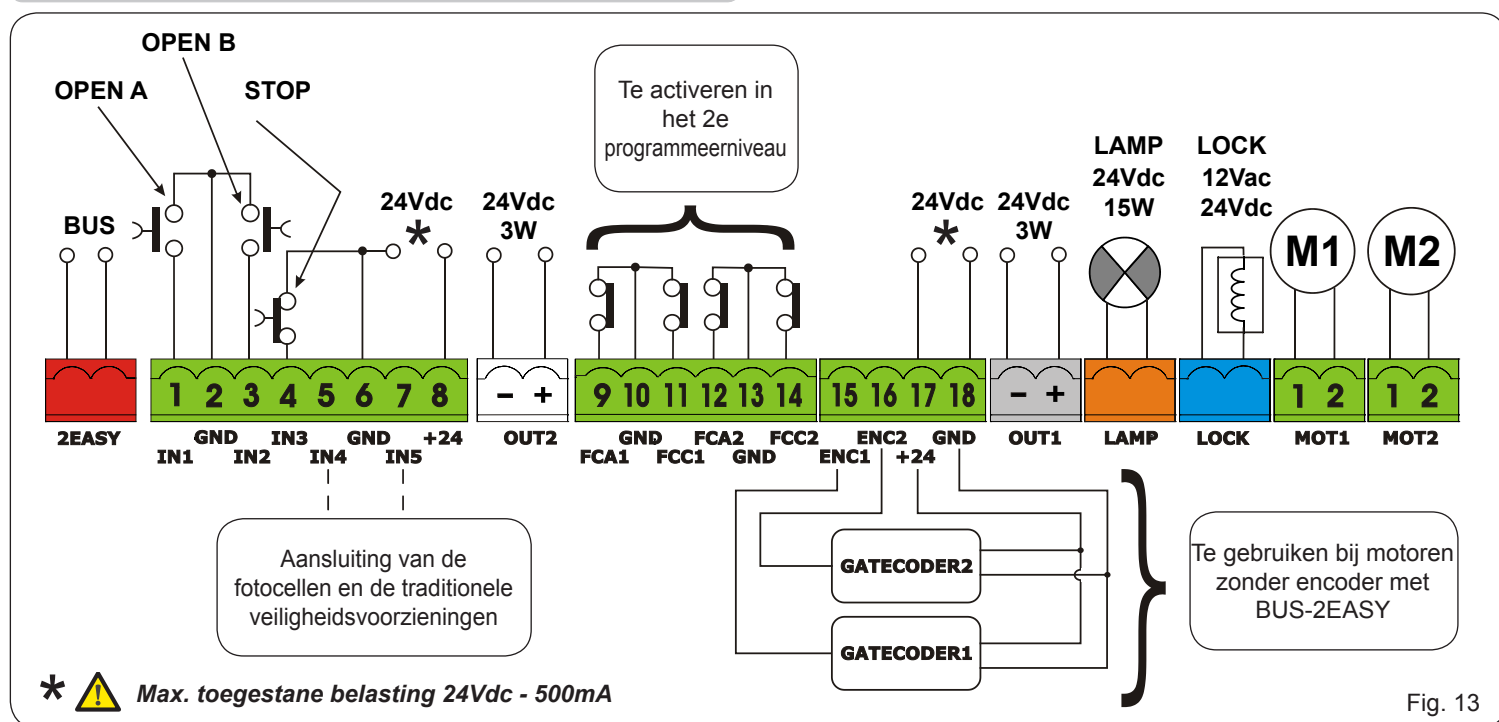 OPEN B
OPEN A
STOP
BUS
24Vdc
*
24Vdc
3W
Te activeren in
het 2e
programmeerniveau
24Vdc
*
24Vdc
3W
LAMP
24Vdc
15W
LOCK
12Vac
24Vdc
M1
M2
1 2 3 4 5 6 7 8
- +
9 10 11 12 13 14
15 16 17 18
- +
1 2
1 2
2EASY
IN1
GND
IN2
IN3
IN4
GND
IN5
+24
OUT2
FCA1
GND
FCC1
FCA2
GND
FCC2
ENC1
ENC2
+24
GND
OUT1
LAMP
LOCK
MOT1
MOT2
Aansluiting van de
fotocellen en de traditionele
veiligheidsvoorzieningen
GATECODER2
GATECODER1
Te gebruiken bij motoren
zonder encoder met
BUS-2EASY
* Max. toegestane belasting 24Vdc - 500mA
Fig. 13